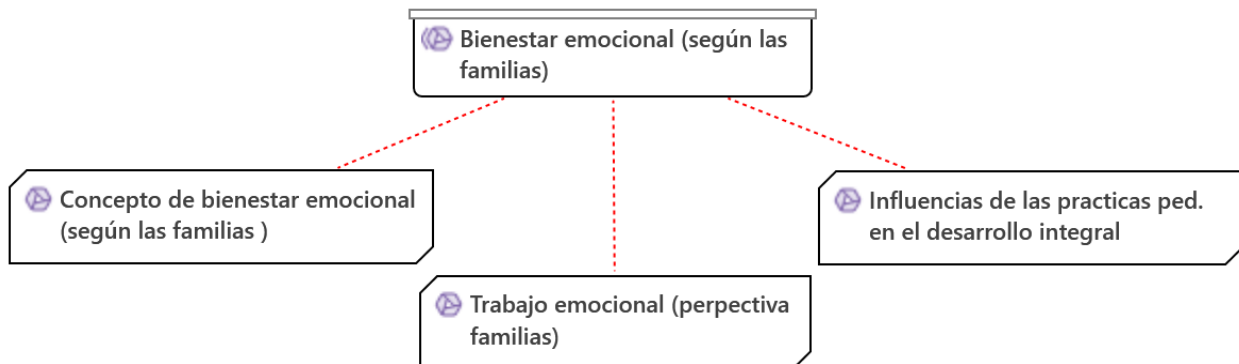 Bienestar emocional (según las
familias)
Concepto de bienestar emocional
(según las familias )
Influencias de las practicas ped.
en el desarrollo integral
Trabajo emocional (perpectiva
familias)